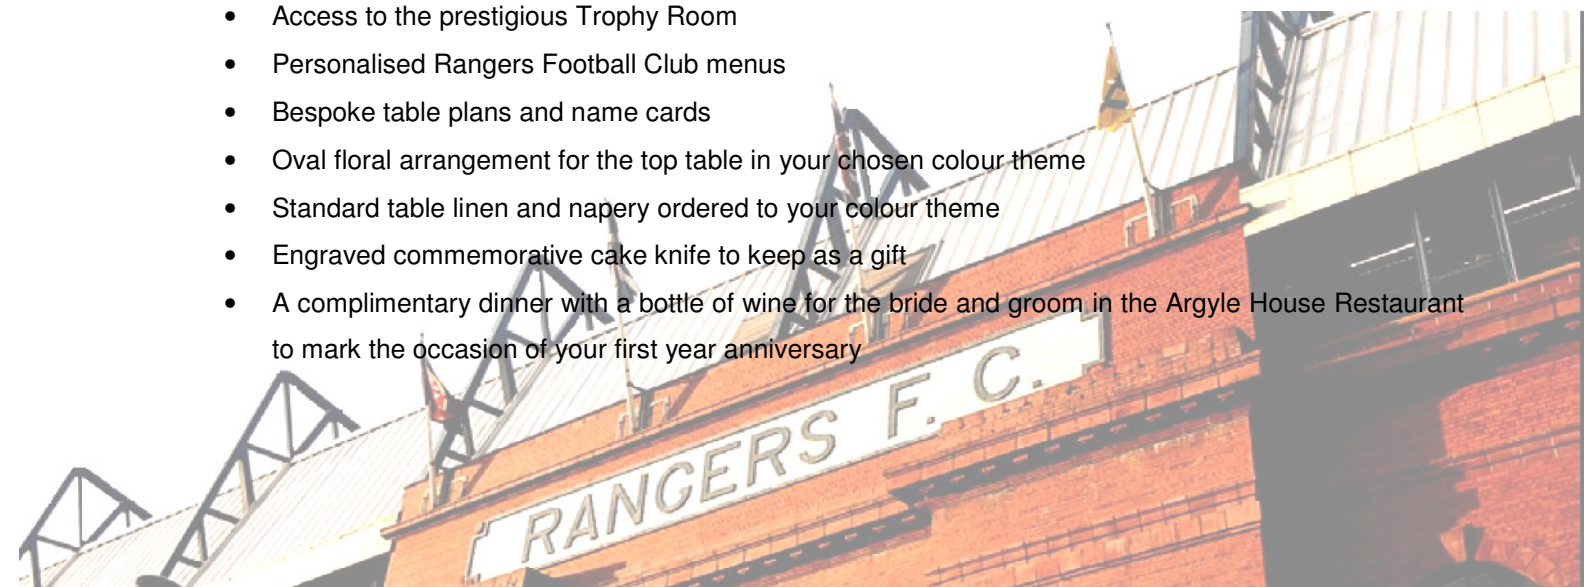 • Access to the prestigious Trophy Room
• Personalised Rangers Football Club menus
• Bespoke table plans and name cards
• Oval floral arrangement for the top table in your chosen colour theme
• Standard table linen and napery ordered to your colour theme
• Engraved commemorative cake knife to keep as a gift
• A complimentary dinner with a bottle of wine for the bride and groom in the Argyle House Restaurant
to mark the occasion of your first year anniversary
RANGERS F. C.